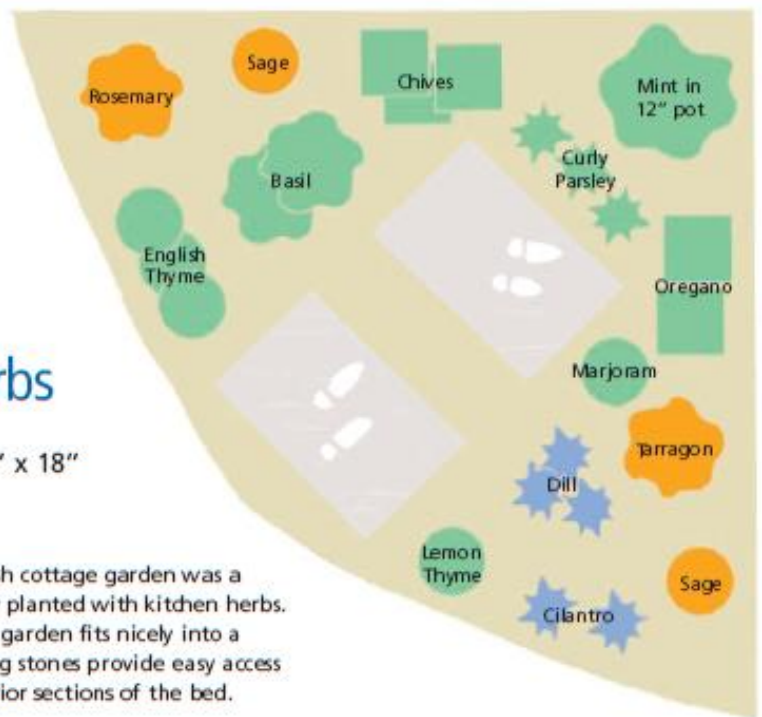 Sage
Chives
Mint in
12" pot
Rosemary
Curly
Parsley
Basil
English
Thyme
Oregano
Marjoram
Tarragon
Dill
Lemon
Thyme
Sage
Cilantro
x 18"
cottage garden was a
planted with kitchen herbs.
garden fits nicely into a
stones provide easy access
sections of the bed.